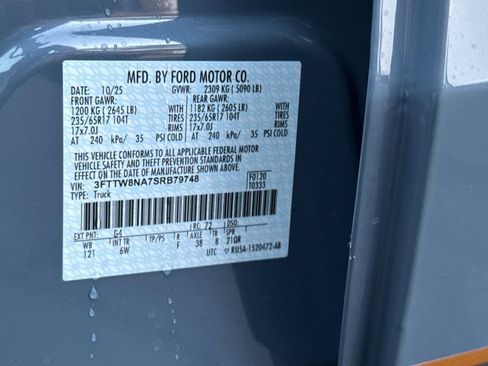 MFD. BY FORD MOTOR CO.
DATE: 10/25 GVWR: 2309 KG ( 5090 LB)
FRONT GAWR: REAR GAWR:
1200 KG ( 2645 LB) WITH 1182 KG ( 2605 LB) WITH
235/65R17 104T TIRES 235/65R17 104T TIRES
17x7.0J RIMS 17x7.0J RIMS
AT 240 kPa/ 35 PSI COLD AT 240 kPa/ 35 PSI COLD
THIS VEHICLE CONFORMS TO ALL APPLICABLE FEDERAL MOTOR
VEHICLE SAFETY AND THEFT PREVENTION STANDARDS IN
EFFECT ON THE DATE OF MANUFACTURE SHOWN ABOVE.
VIN: 3FTTW8NA7SRB79748 F0120
TYPE: Truck T0333
EXT PNT: G4 RC: 72 DSO:
WB INT TR TP/PS R AXLE TR SPR
121 6W F 38 8 21QR
UTC RU5A-1520472-AB